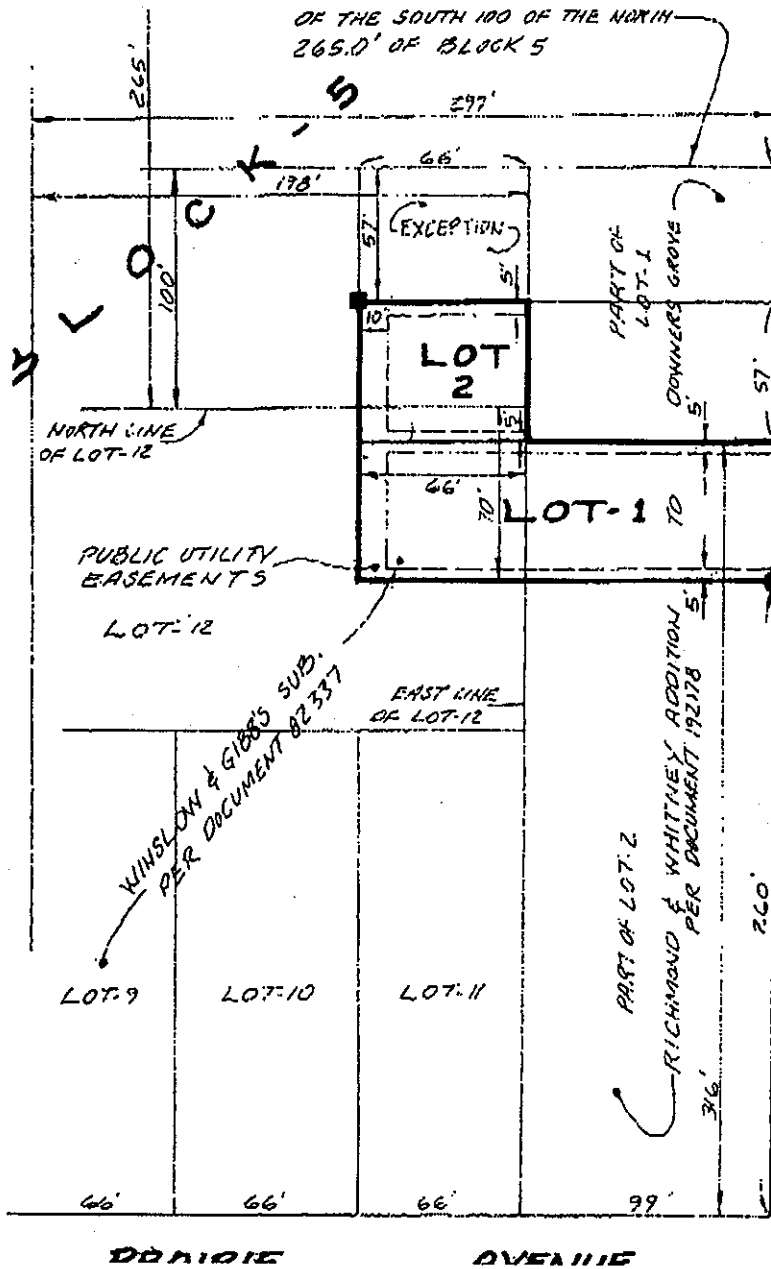 OF THE SOUTH 100 OF THE NORTH
265.0' OF BLOCK 5
265'
297'
BLOCK-5
66'
198'
EXCEPTION
57'
5'
100'
PART OF
LOT-1
DOWNERS GROVE
10
LOT
2
57'
5'
NORTH LINE
OF LOT-12
5'
66'
70'
LOT-1
TO
PUBLIC UTILITY
EASEMENTS
5'
LOT-12
WINSLOW & GIBB'S SUB.
PER DOCUMENT 82337
EAST LINE
OF LOT-12
RICHMOND & WHITNEY ADDITION
PER DOCUMENT 192178
PART OF LOT-2
260'
LOT-9
LOT-10
LOT-11
316'
66'
66'
66'
99'
PRAIRIE AVENUE